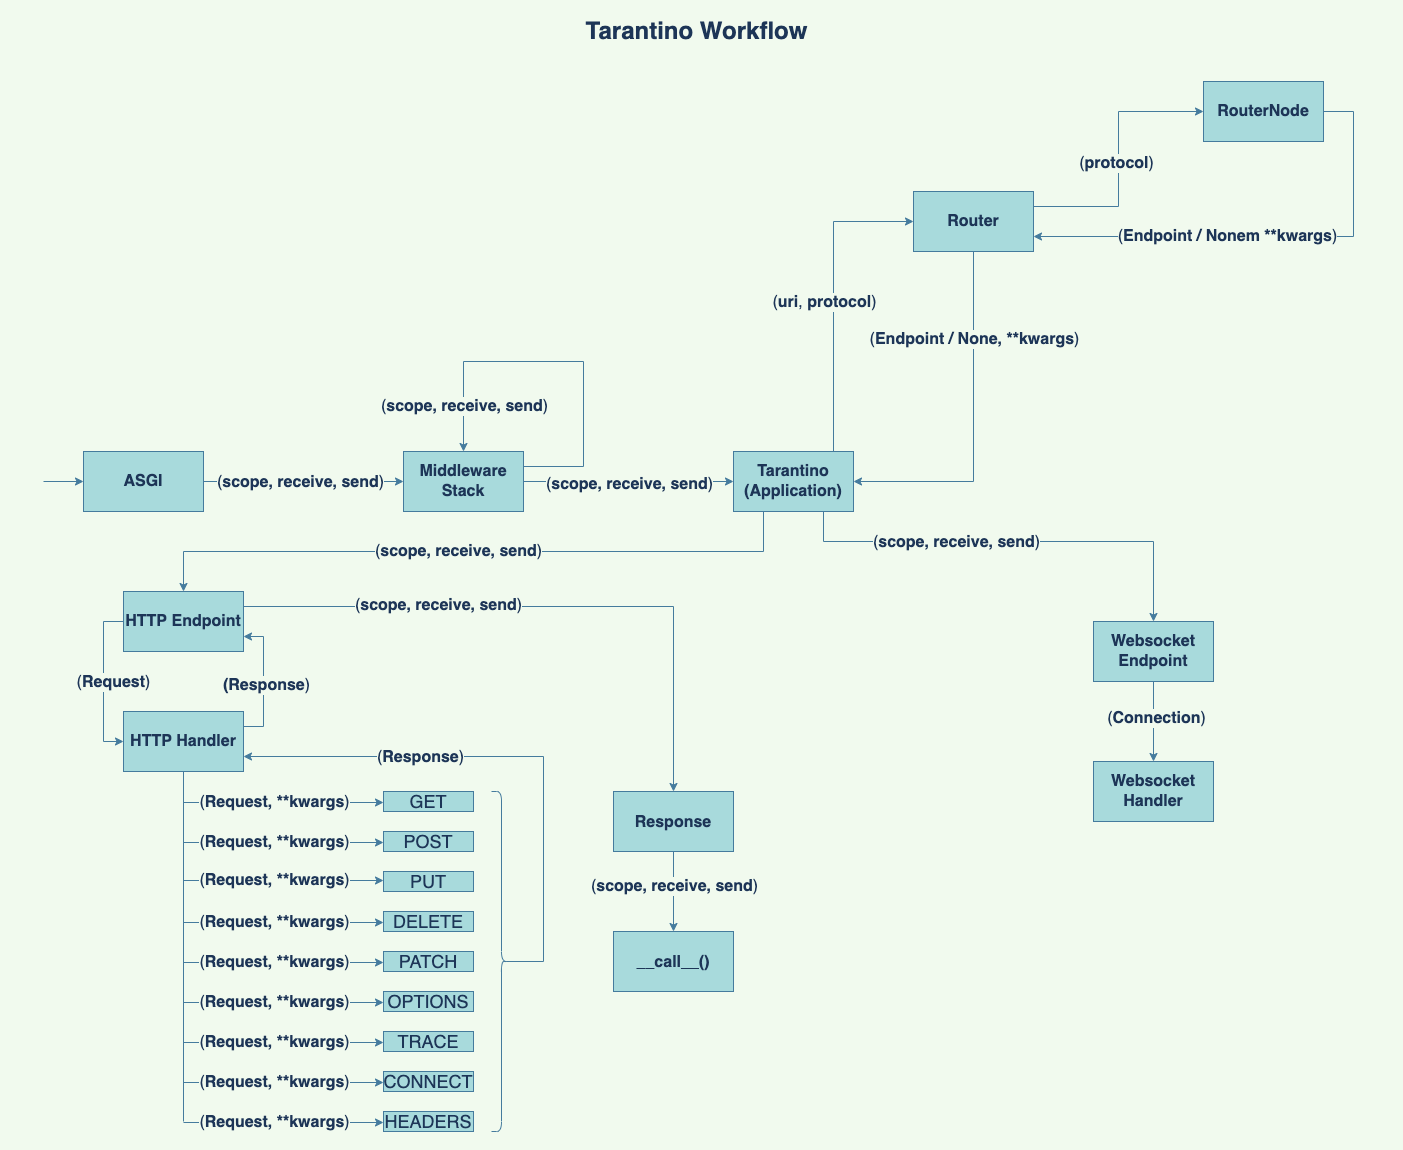 Tarantino Workflow
RouterNode
(protocol)
Router
(Endpoint / Nonem **kwargs)
(uri, protocol)
(Endpoint / None, **kwargs)
(scope, receive, send)
ASGI
(scope, receive, send)
Middleware
Stack
(scope, receive, send)
Tarantino
(Application)
(scope, receive, send)
(scope, receive, send)
HTTP Endpoint
(scope, receive, send)
Websocket
Endpoint
(Request)
(Response)
(Connection)
HTTP Handler
(Response)
Websocket
Handler
(Request, **kwargs)
GET
Response
(Request, **kwargs)
POST
(Request, **kwargs)
PUT
(scope, receive, send)
(Request, **kwargs)
DELETE
(Request, **kwargs)
PATCH
__call__()
(Request, **kwargs)
OPTIONS
(Request, **kwargs)
TRACE
(Request, **kwargs)
CONNECT
(Request, **kwargs)
HEADERS